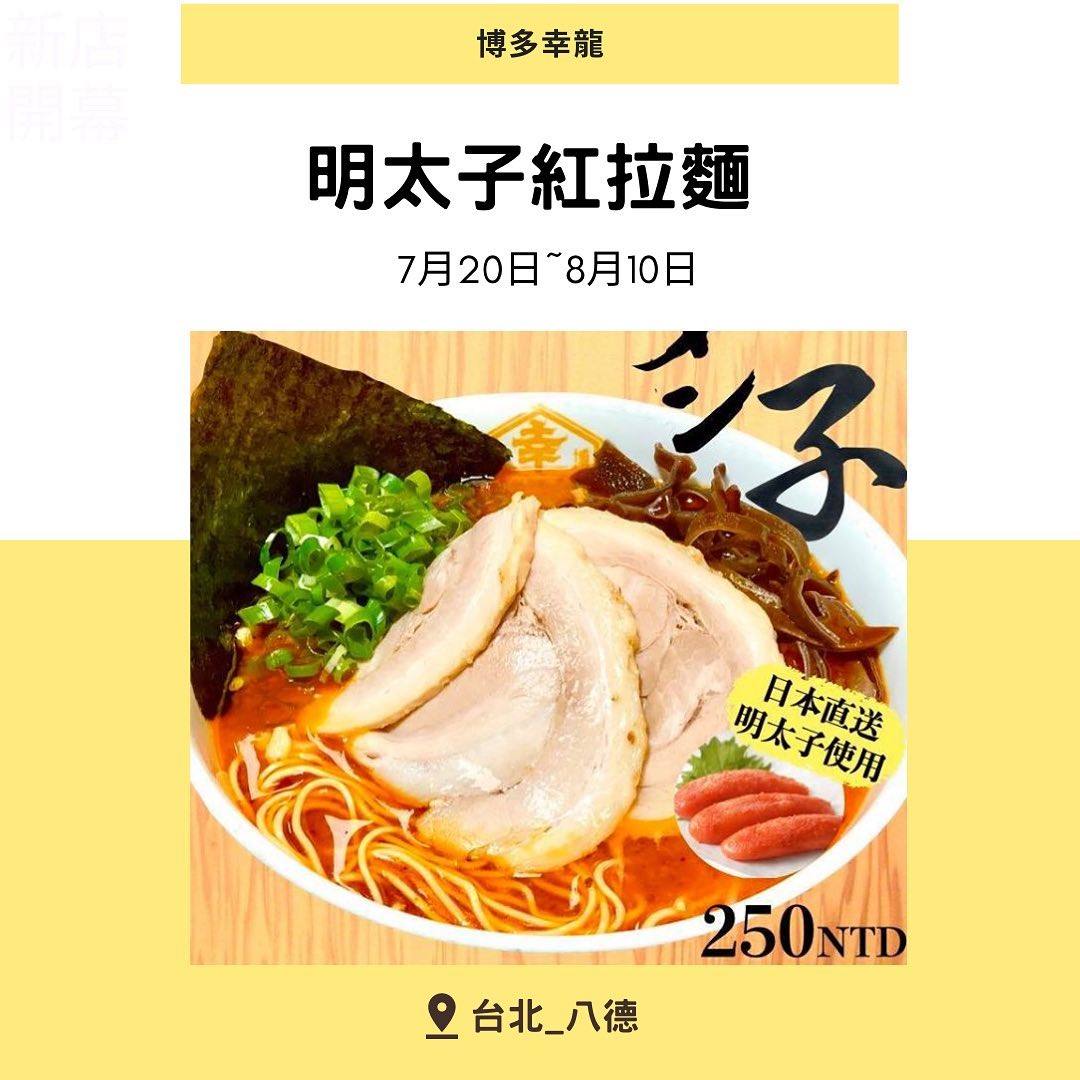 新店
開幕
博多幸龍
明太子紅拉麵
7月20日~8月10日
子
幸
日本直送
明太子使用
250NTD
台北_八德